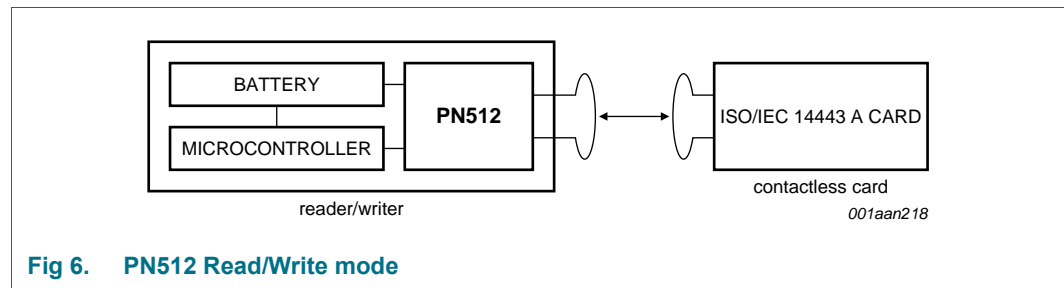 BATTERY
MICROCONTROLLER
PN512
ISO/IEC 14443 A CARD
reader/writer
contactless card
001aan218
Fig 6. PN512 Read/Write mode